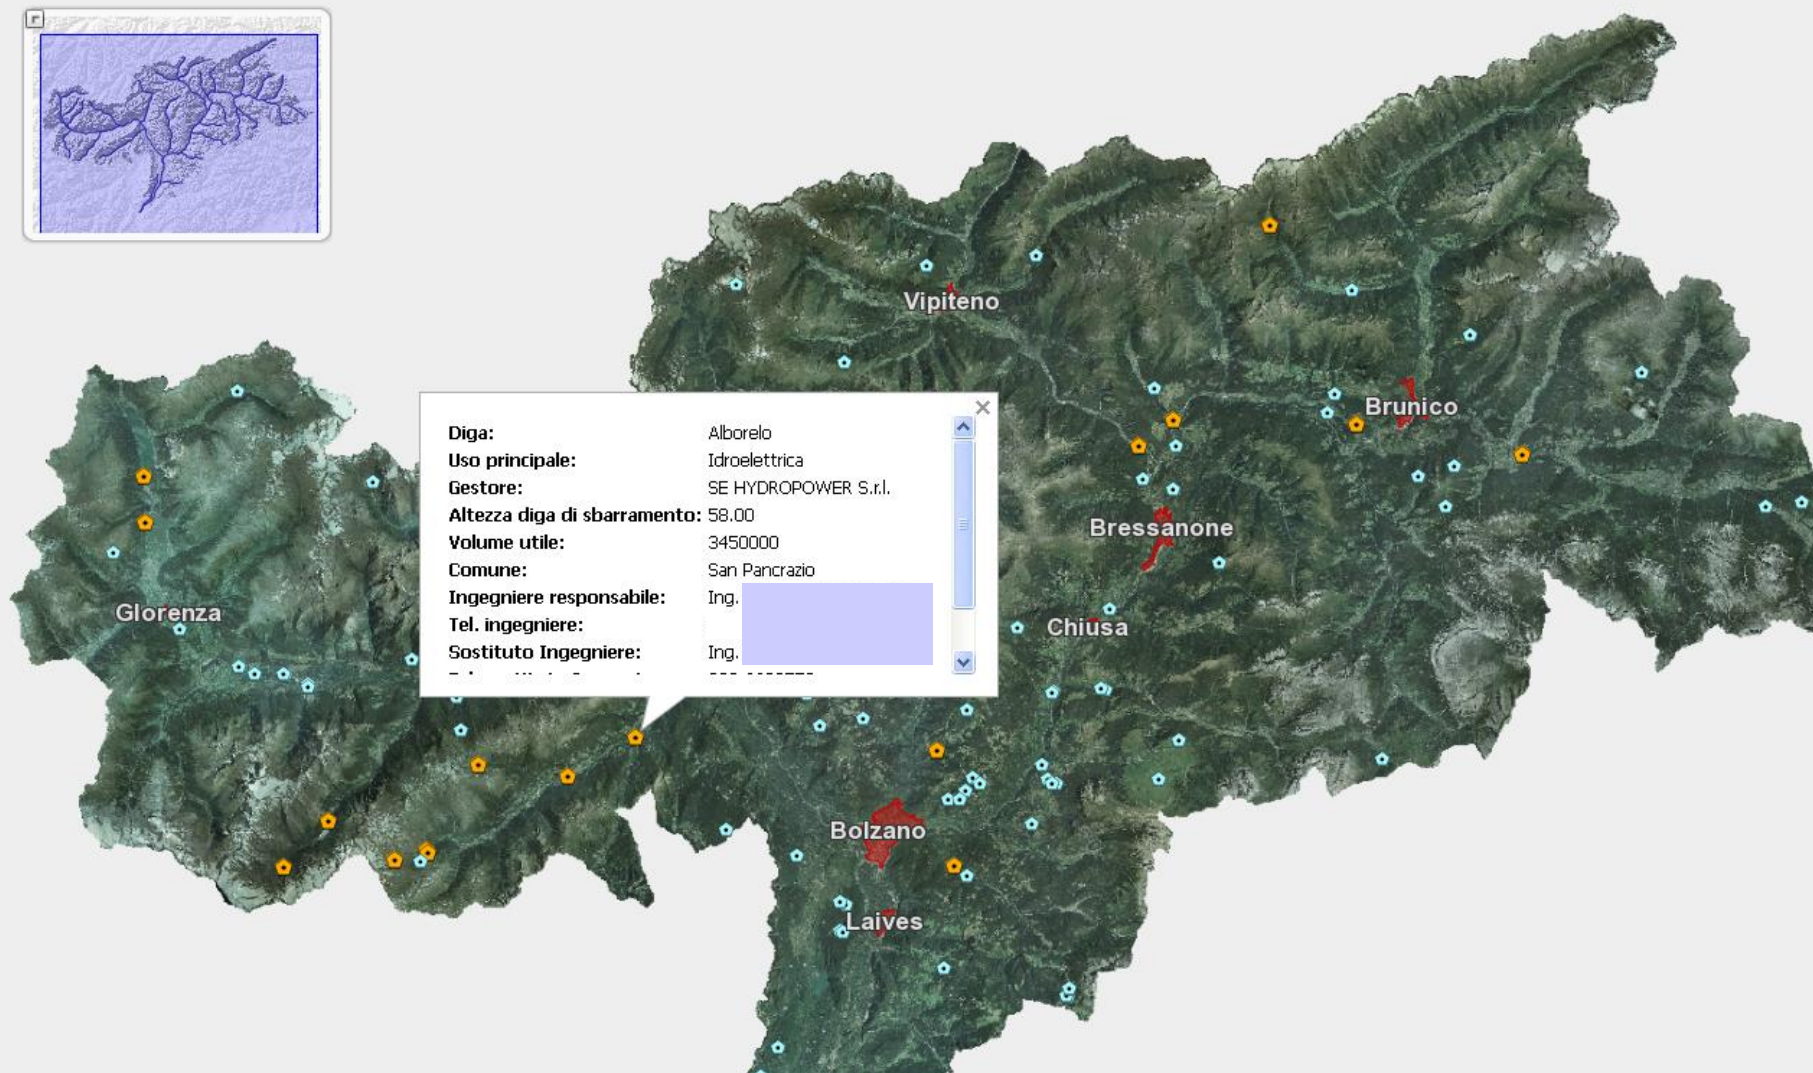 Vipiteno
Brunico
Diga: Alborelo
Uso principale: Idroelettrica
Gestore: SE HYDROPOWER S.r.l.
Altezza diga di sbarramento: 58.00
Volume utile: 3450000
Comune: San Pancrazio
Ingegniere responsabile: Ing.
Tel. ingegniere:
Sostituto Ingegniere: Ing.
Bressanone
Glorenza
Chiusa
Bolzano
Laives